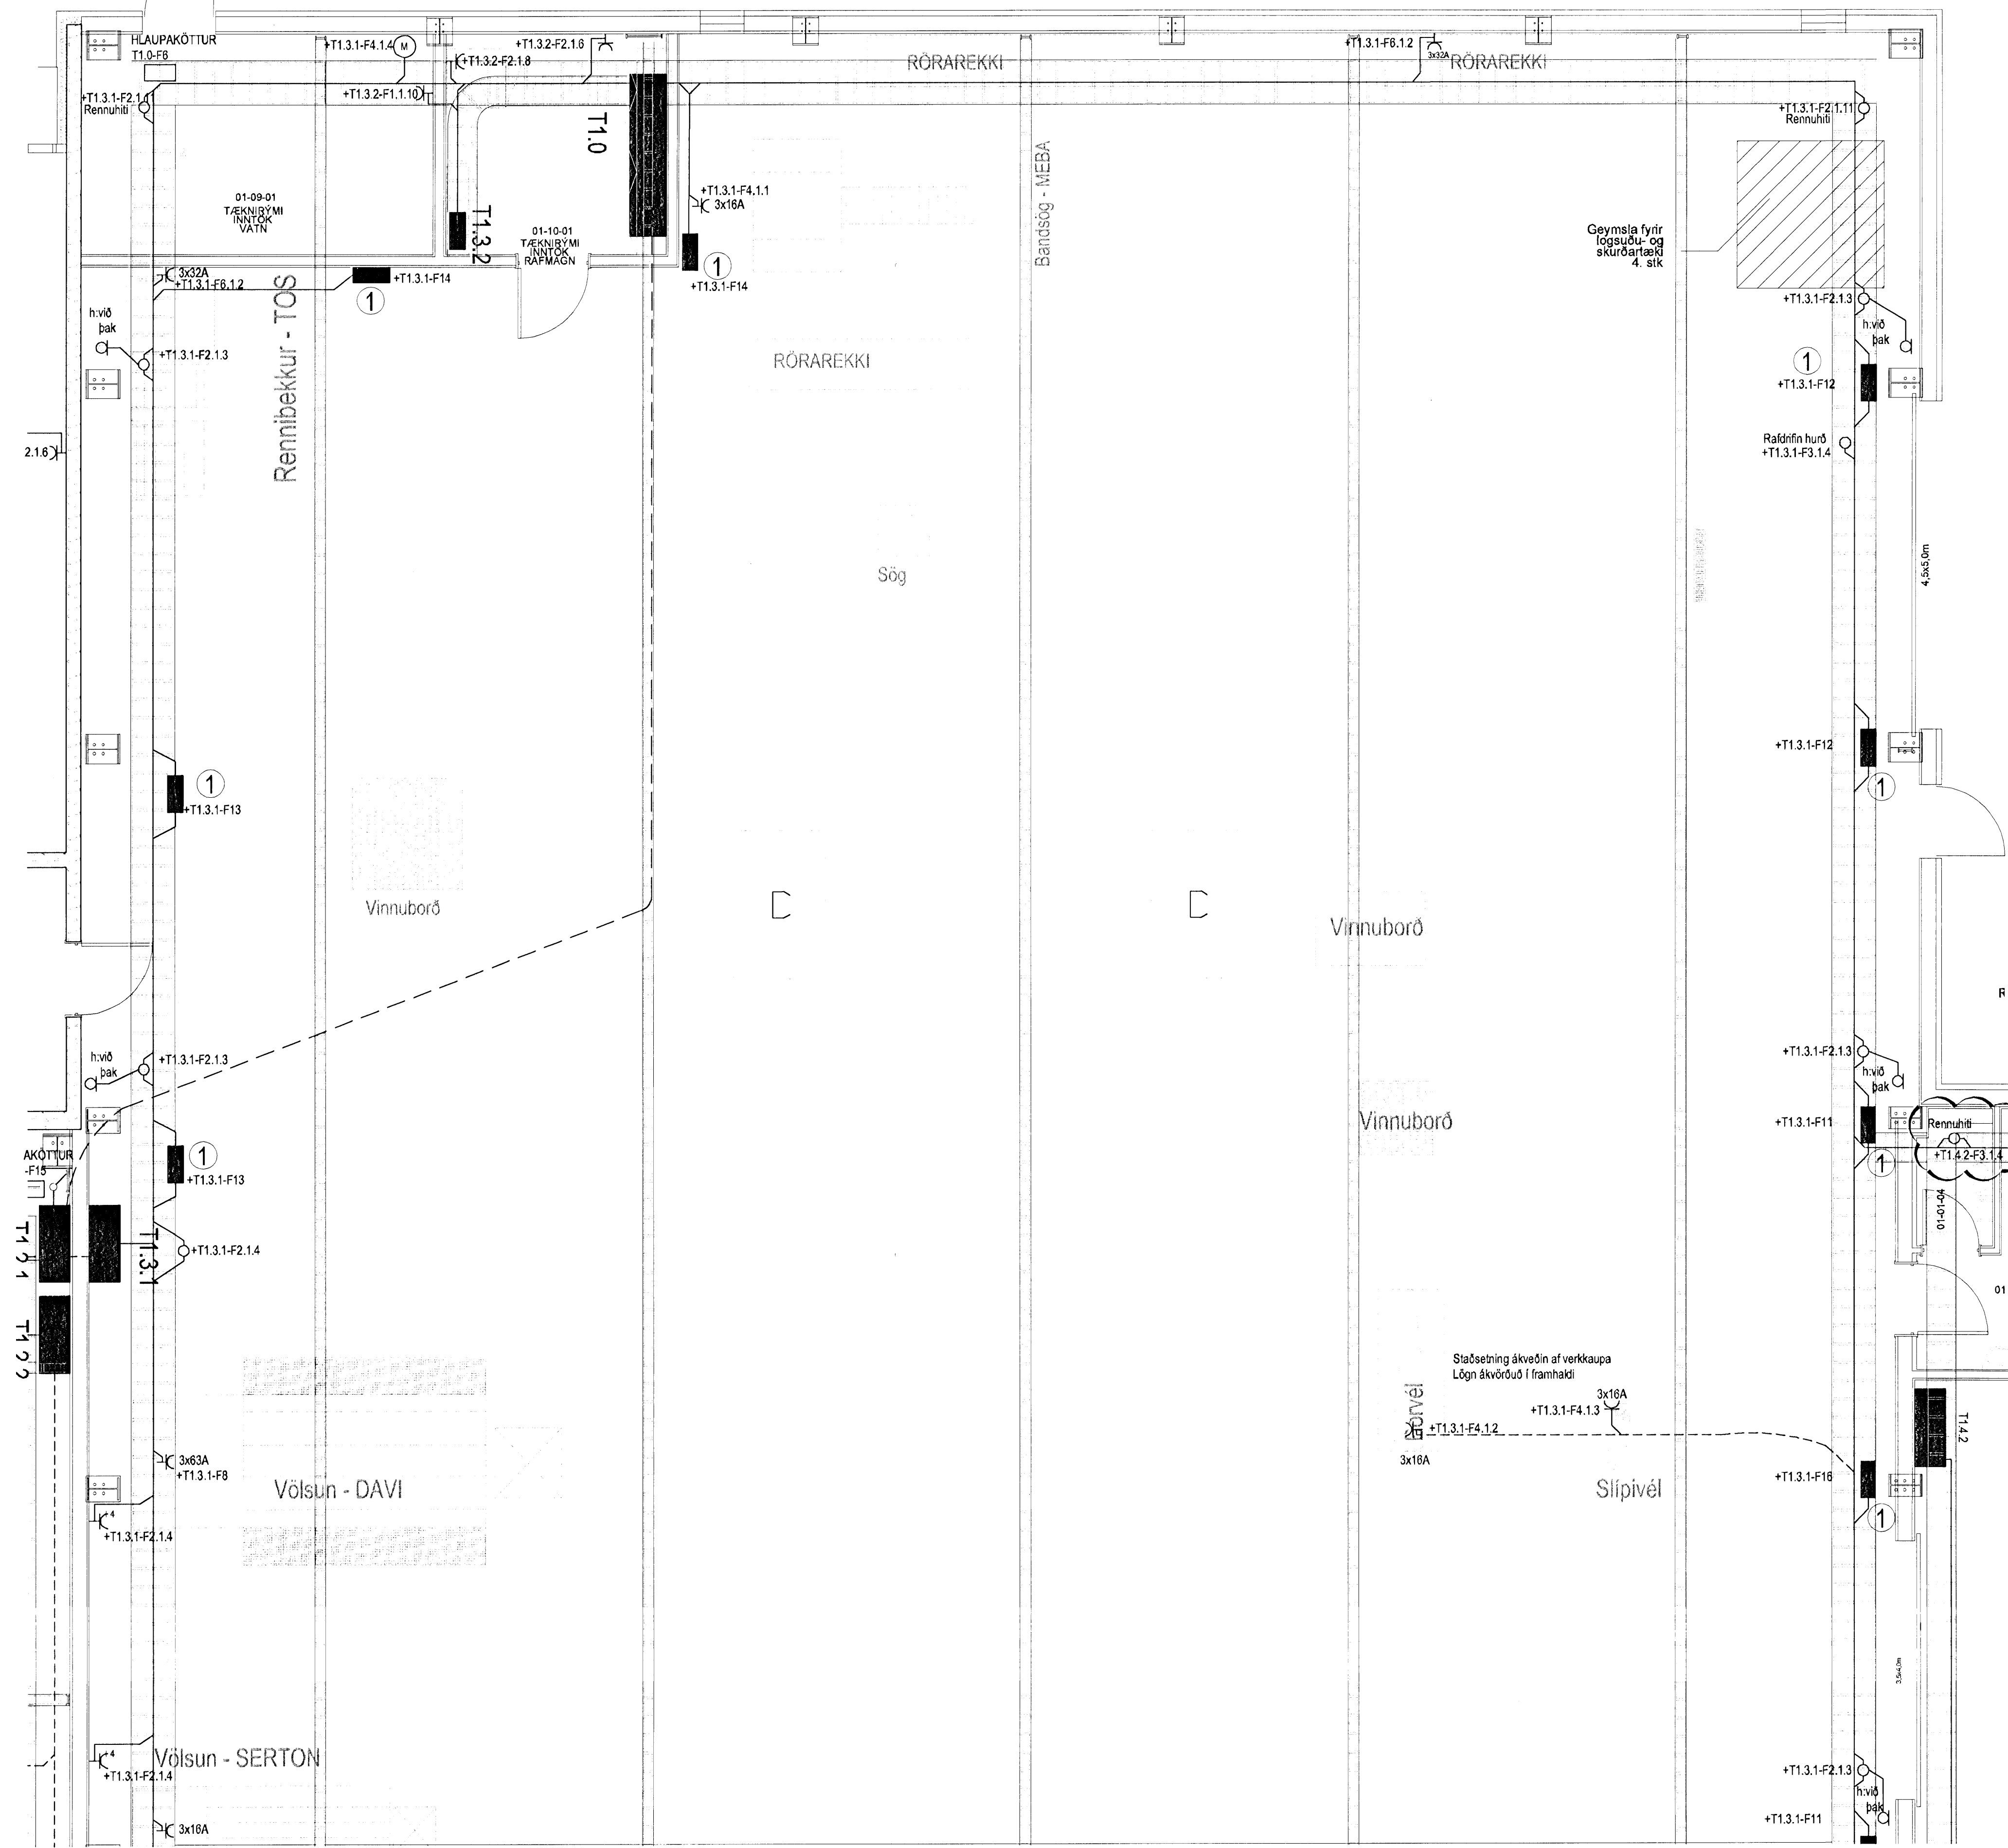 HLAUPAKÖTTUR
T1.0-F6
+T1.3.1-F4.1.4
M
+T1.3.2-F2.1.8
+T1.3.2-F2.1.6
+T1.3.1-F6.1.2
3x32A
RÖRAREKKI
RÖRAREKKI
+T1.3.1-F2.1.11
Rennuhiti
+T1.3.2-F1.1.10
T1.0
+T1.3.1-F2.1.11
Rennuhiti
Bandsög - MEBA
+T1.3.1-F4.1.1
3x16A
01-09-01
TÆKNIRÝMI
INNTÖK
VATN
T1.3.2
01-10-01
TÆKNIRÝMI
INNTÖK
RAFMAGN
Geymsla fyrir
logsuðu- og
skurðartæki
4. stk
3x32A
+T1.3.1-F6.1.2
+T1.3.1-F14
1
1
+T1.3.1-F14
Rennibekkur - TOS
+T1.3.1-F2.1.3
h:við
þak
h:við
þak
+T1.3.1-F2.1.3
RÖRAREKKI
1
+T1.3.1-F12
2.1.6
Rafdrifin hurð
+T1.3.1-F3.1.4
4,5x5,0m
Sög
+T1.3.1-F12
1
1
+T1.3.1-F13
Vinnuborð
Vinnuborð
R
h:við
þak
+T1.3.1-F2.1.3
+T1.3.1-F2.1.3
h:við
þak
Vinnuborð
+T1.3.1-F11
1
Rennuhiti
+T1.4.2-F3.1.4
AKÖTTUR
-F15
1
+T1.3.1-F13
T1.3.1
+T1.3.1-F2.1.4
01-01-04
01
Staðsetning ákveðin af verkkaupa
Lögn ákvörðuð í framhaldi
3x16A
+T1.3.1-F4.1.3
+T1.3.1-F4.1.2
3x16A
T1.4.2
3x63A
+T1.3.1-F8
Völsun - DAVI
+T1.3.1-F16
1
Slípivél
4
+T1.3.1-F2.1.4
3,5x4,0m
4
+T1.3.1-F2.1.4
Völsun - SERTON
+T1.3.1-F2.1.3
h:við
þak
+T1.3.1-F11
3x16A